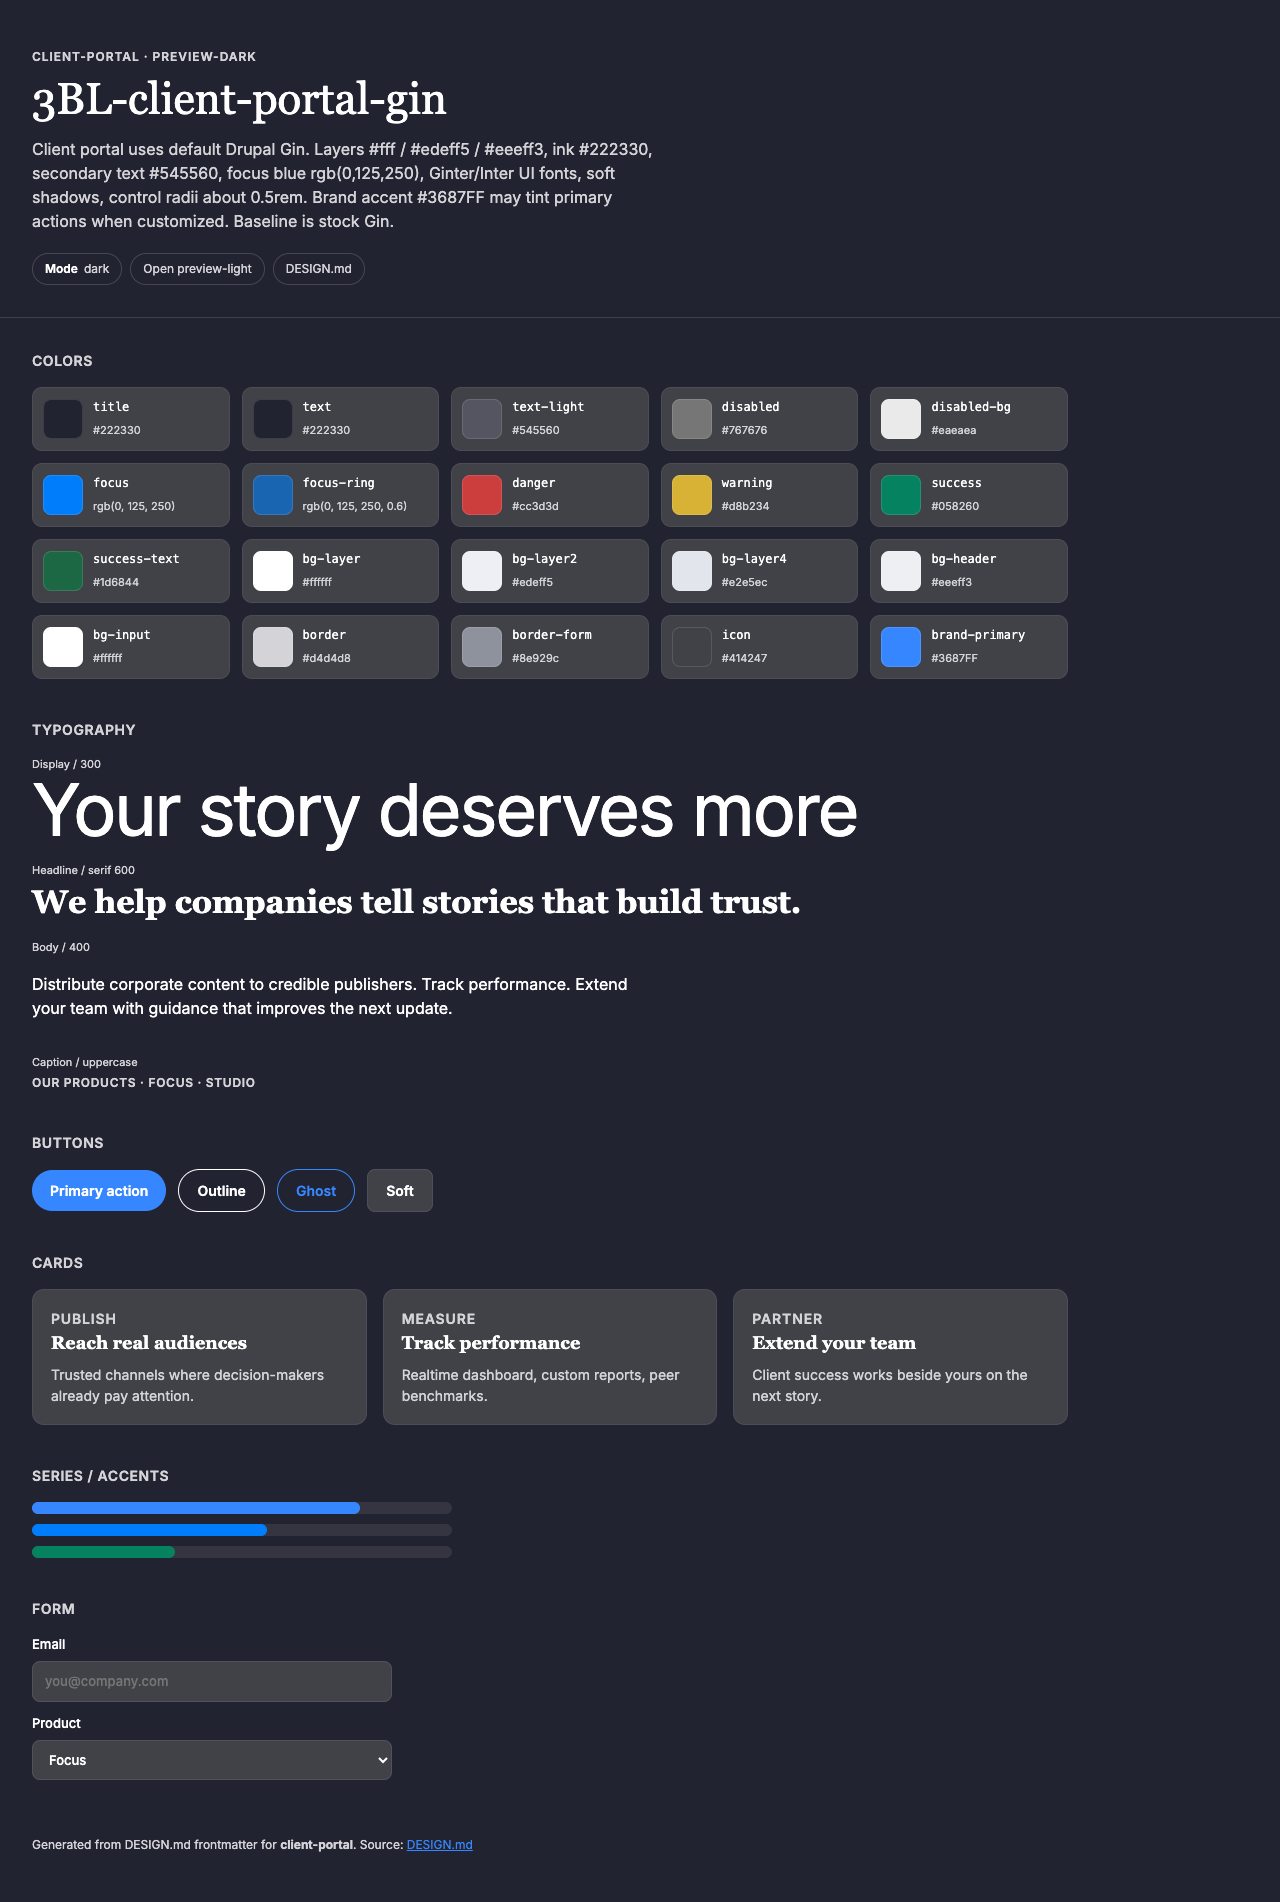 CLIENT-PORTAL · PREVIEW-DARK
3BL-client-portal-gin
Client portal uses default Drupal Gin. Layers #fff / #edeff5 / #eeeff3, ink #222330,
secondary text #545560, focus blue rgb(0,125,250), Ginter/Inter UI fonts, soft
shadows, control radii about 0.5rem. Brand accent #3687FF may tint primary
actions when customized. Baseline is stock Gin.
Mode dark
Open preview-light
DESIGN.md
COLORS
title
#222330
text
#222330
text-light
#545560
disabled
#767676
disabled-bg
#eaeaea
focus
rgb(0, 125, 250)
focus-ring
rgb(0, 125, 250, 0.6)
danger
#cc3d3d
warning
#d8b234
success
#058260
success-text
#1d6844
bg-layer
#ffffff
bg-layer2
#edeff5
bg-layer4
#e2e5ec
bg-header
#eeeff3
bg-input
#ffffff
border
#d4d4d8
border-form
#8e929c
icon
#414247
brand-primary
#3687FF
TYPOGRAPHY
Display / 300
Your story deserves more
Headline / serif 600
We help companies tell stories that build trust.
Body / 400
Distribute corporate content to credible publishers. Track performance. Extend
your team with guidance that improves the next update.
Caption / uppercase
OUR PRODUCTS · FOCUS · STUDIO
BUTTONS
Primary action
Outline
Ghost
Soft
CARDS
PUBLISH
Reach real audiences
Trusted channels where decision-makers
already pay attention.
MEASURE
Track performance
Realtime dashboard, custom reports, peer
benchmarks.
PARTNER
Extend your team
Client success works beside yours on the
next story.
SERIES / ACCENTS
FORM
Email
you@company.com
Product
Focus
Generated from DESIGN.md frontmatter for client-portal. Source: DESIGN.md